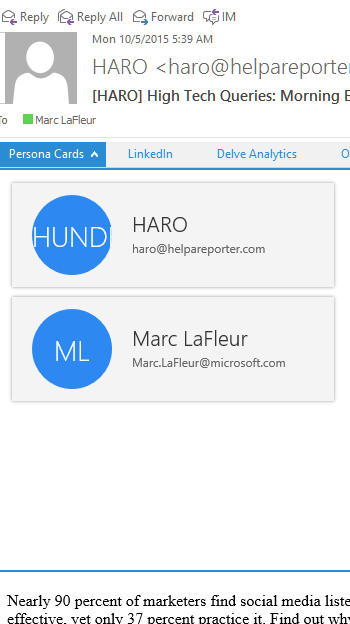 Reply Reply All Forward IM
Mon 10/5/2015 5:39 AM
HARO <haro@helpareporte
[HARO] High Tech Queries: Morning E
To Marc LaFleur
Persona Cards LinkedIn Delve Analytics O
HUND
HARO
haro@helpareporter.com
ML
Marc LaFleur
Marc.LaFleur@microsoft.com
Nearly 90 percent of marketers find social media liste
effective, yet only 37 percent practice it. Find out why